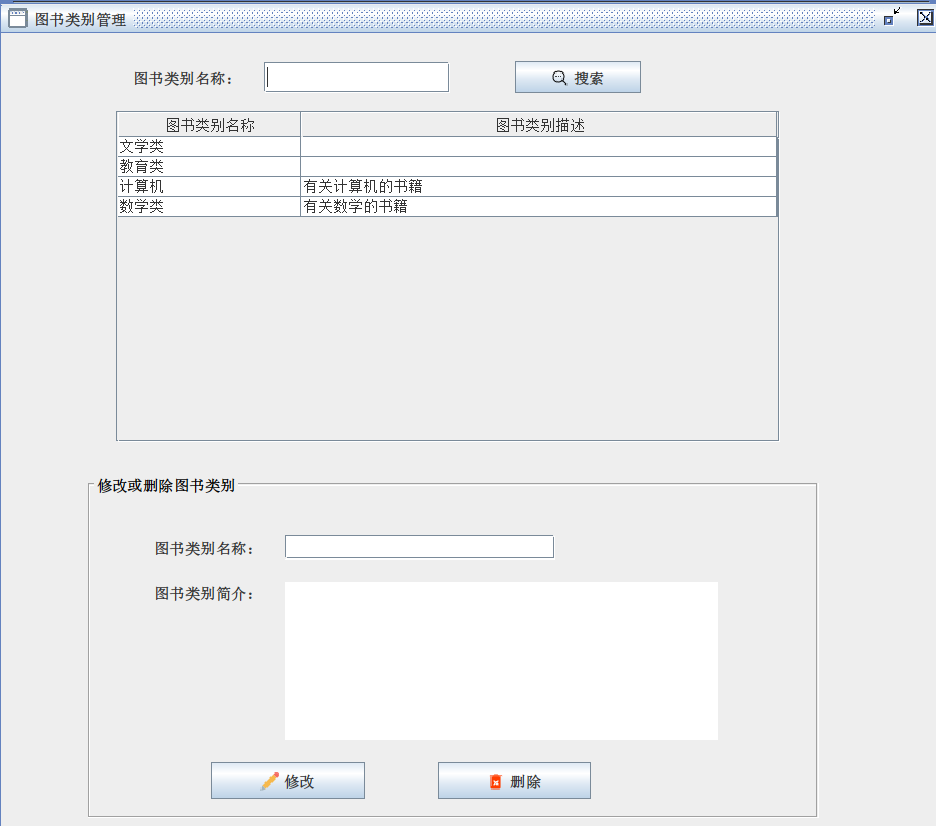 图书类别管理
图书类别名称： 搜索
图书类别名称 图书类别描述
文学类
教育类
计算机 有关计算机的书籍
数学类 有关数学的书籍
修改或删除图书类别
图书类别名称：
图书类别简介：
修改 删除